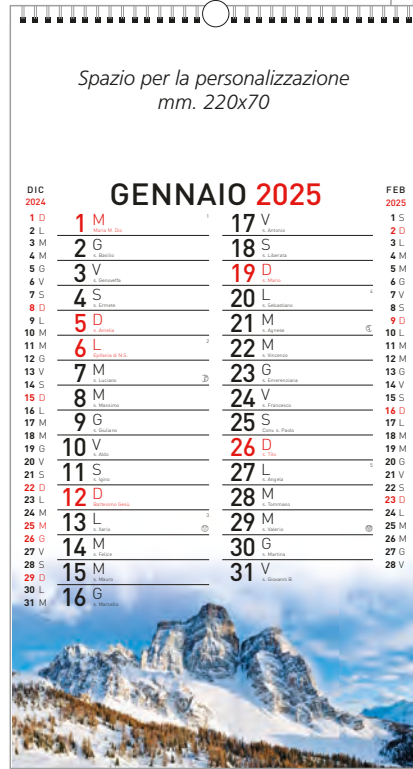 Spazio per la personalizzazione
mm. 220x70
DIC
2024
1 D
2 L
3 M
4 M
5 G
6 V
7 S
8 D
9 L
10 M
11 M
12 G
13 V
14 S
15 D
16 L
17 M
18 M
19 G
20 V
21 S
22 D
23 L
24 M
25 M
26 G
27 V
28 S
29 D
30 L
31 M
GENNAIO 2025
1 M 1
Maria M. Dio
2 G
s. Basilio
3 V
s. Genoveffa
4 S
s. Ermete
5 D
s. Amelia
6 L 2
Epifania di N.S.
7 M
s. Luciano
8 M
s. Massimo
9 G
s. Giuliano
10 V
s. Aldo
11 S
s. Igino
12 D
Battesimo Gesù
13 L 3
s. Ilario
14 M
s. Felice
15 M
s. Mauro
16 G
s. Marcello
17 V
s. Antonio
18 S
s. Liberata
19 D
s. Mario
20 L 4
s. Sebastiano
21 M
s. Agnese
22 M
s. Vincenzo
23 G
s. Emerenziana
24 V
s. Francesco
25 S
Conv. s. Paolo
26 D
s. Tito
27 L 5
s. Angela
28 M
s. Tommaso
29 M
s. Valerio
30 G
s. Martina
31 V
s. Giovanni B.
FEB
2025
1 S
2 D
3 L
4 M
5 M
6 G
7 V
8 S
9 D
10 L
11 M
12 M
13 G
14 V
15 S
16 D
17 L
18 M
19 M
20 G
21 V
22 S
23 D
24 L
25 M
26 M
27 G
28 V